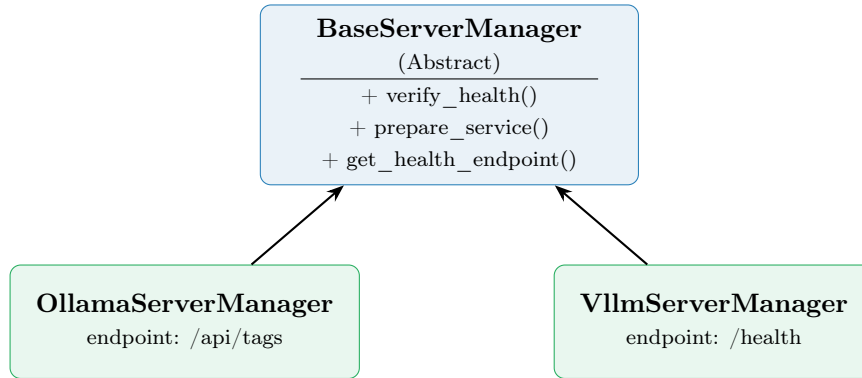 BaseServerManager
(Abstract)
+ verify_health()
+ prepare_service()
+ get_health_endpoint()
OllamaServerManager
endpoint: /api/tags
VllmServerManager
endpoint: /health